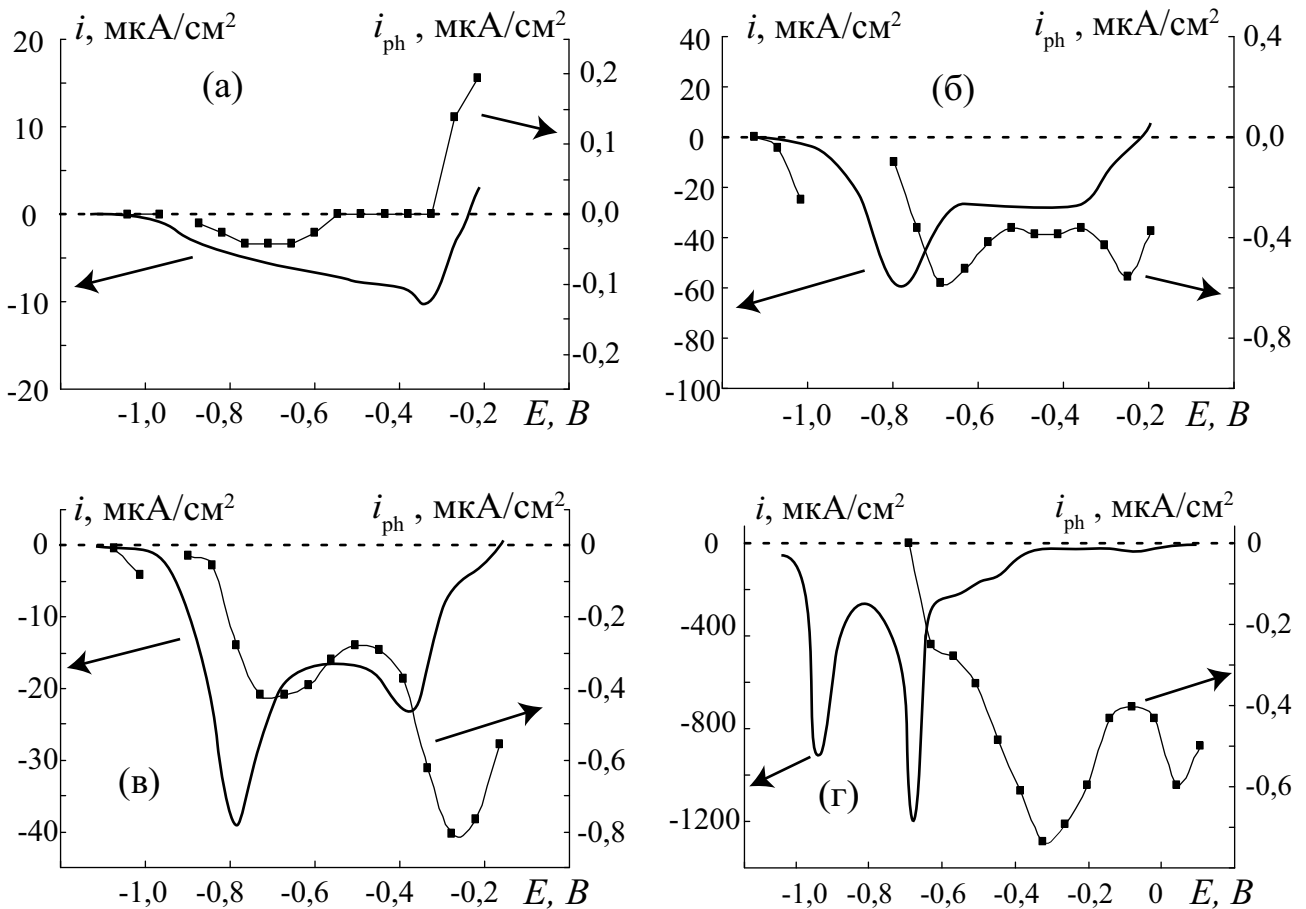 i, мкА/см²
i_ph , мкА/см²
(а)
20
10
0
-10
-20
0,2
0,1
0,0
-0,1
-0,2
-1,0 -0,8 -0,6 -0,4 -0,2 E, В
i, мкА/см²
i_ph , мкА/см²
(б)
40
20
0
-20
-40
-60
-80
-100
0,4
0,0
-0,4
-0,8
-1,0 -0,8 -0,6 -0,4 -0,2 E, В
i, мкА/см²
i_ph , мкА/см²
(в)
0
-10
-20
-30
-40
0
-0,2
-0,4
-0,6
-0,8
-1,0 -0,8 -0,6 -0,4 -0,2 E, В
i, мкА/см²
i_ph , мкА/см²
(г)
0
-400
-800
-1200
0
-0,2
-0,4
-0,6
-1,0 -0,8 -0,6 -0,4 -0,2 0 E, В